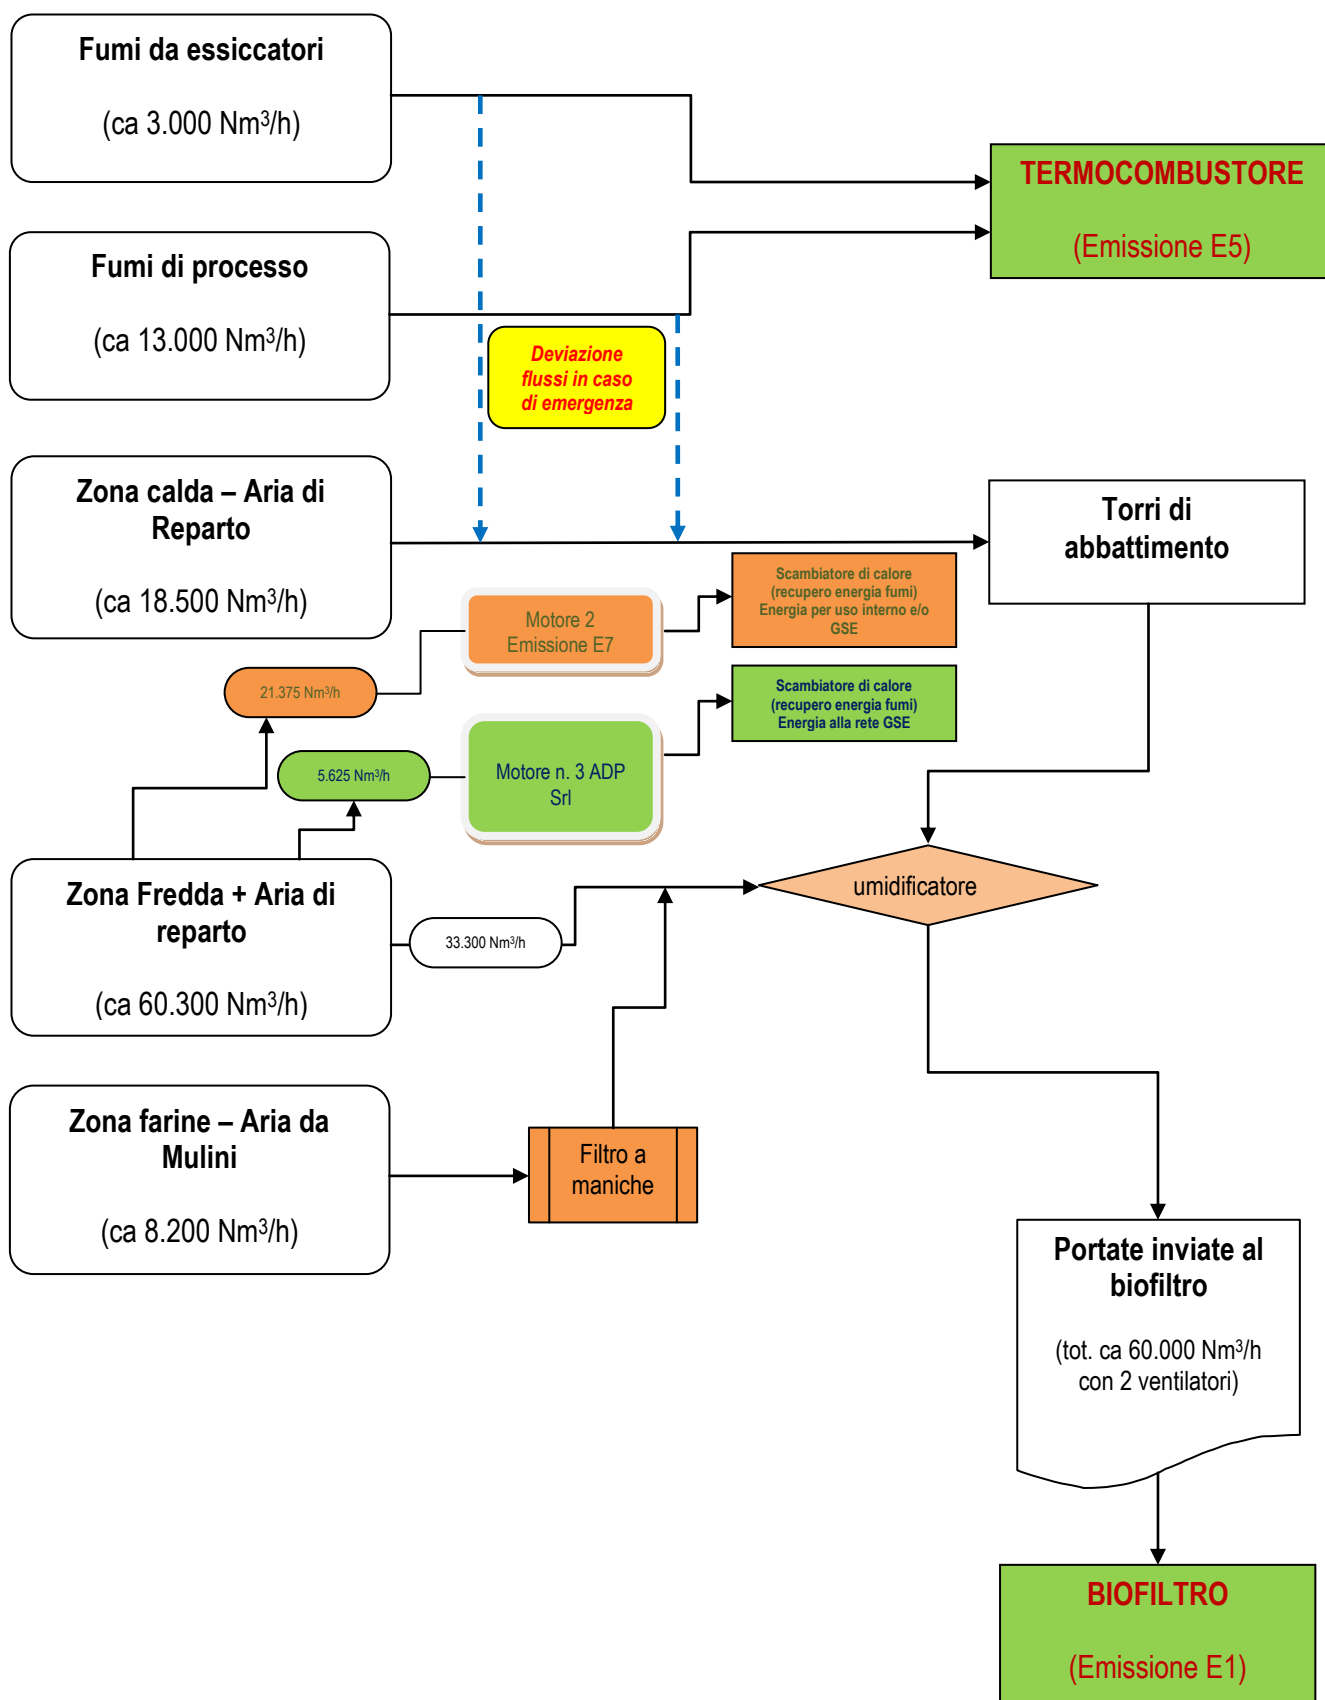 Fumi da essiccatori
(ca 3.000 Nm³/h)
TERMOCOMBUSTORE
(Emissione E5)
Fumi di processo
(ca 13.000 Nm³/h)
Deviazione
flussi in caso
di emergenza
Zona calda – Aria di
Reparto
(ca 18.500 Nm³/h)
Torri di
abbattimento
Scambiatore di calore
(recupero energia fumi)
Energia per uso interno e/o
GSE
Motore 2
Emissione E7
21.375 Nm³/h
Scambiatore di calore
(recupero energia fumi)
Energia alla rete GSE
5.625 Nm³/h
Motore n. 3 ADP
Srl
Zona Fredda + Aria di
reparto
(ca 60.300 Nm³/h)
33.300 Nm³/h
umidificatore
Zona farine – Aria da
Mulini
(ca 8.200 Nm³/h)
Filtro a
maniche
Portate inviate al
biofiltro
(tot. ca 60.000 Nm³/h
con 2 ventilatori)
BIOFILTRO
(Emissione E1)